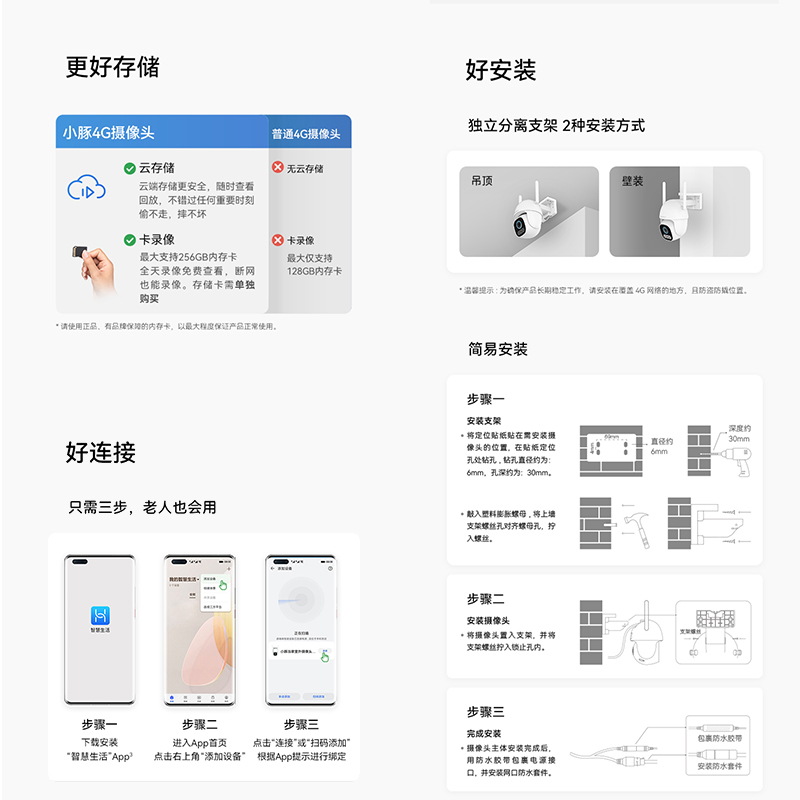 更好存储
小豚4G摄像头
普通4G摄像头
云存储
云端存储更安全，随时查看
回放，不错过任何重要时刻
偷不走，摔不坏
无云存储
卡录像
最大支持256GB内存卡
全天录像免费查看，断网
也能录像。存储卡需单独
购买
卡录像
最大仅支持
128GB内存卡
* 请使用正品、有品牌保障的内存卡，以最大程度保证产品正常使用。
好连接
只需三步，老人也会用
智慧生活
我的智慧生活
添加设备
正在扫描
步骤一
下载安装
“智慧生活”App³
步骤二
进入App首页
点击右上角“添加设备”
步骤三
点击“连接”或“扫码添加”
根据App提示进行绑定
好安装
独立分离支架 2种安装方式
吊顶
壁装
* 温馨提示：为确保产品长期稳定工作，请安装在覆盖 4G 网络的地方，且防盗防撬位置。
简易安装
步骤一
安装支架
• 将定位贴纸贴在需安装摄
像头的位置，在贴纸定位
孔处钻孔，钻孔直径约为：
6mm，孔深约为：30mm。
直径约
6mm
深度约
30mm
• 敲入塑料膨胀螺母，将上墙
支架螺丝孔对齐螺母孔，拧
入螺丝。
步骤二
安装摄像头
• 将摄像头置入支架，并将
支架螺丝拧入锁止孔内。
支架螺丝
步骤三
完成安装
• 摄像头主体安装完成后，
用防水胶带包裹电源接
口，并安装网口防水套件。
包裹防水胶带
安装防水套件